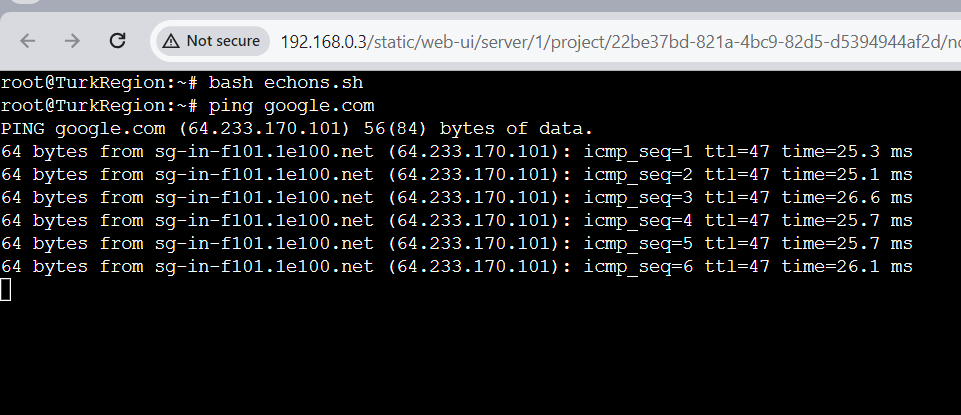 Not secure 192.168.0.3/static/web-ui/server/1/project/22be37bd-821a-4bc9-82d5-d5394944af2d/
root@TurkRegion:~# bash echons.sh
root@TurkRegion:~# ping google.com
PING google.com (64.233.170.101) 56(84) bytes of data.
64 bytes from sg-in-f101.1e100.net (64.233.170.101): icmp_seq=1 ttl=47 time=25.3 ms
64 bytes from sg-in-f101.1e100.net (64.233.170.101): icmp_seq=2 ttl=47 time=25.1 ms
64 bytes from sg-in-f101.1e100.net (64.233.170.101): icmp_seq=3 ttl=47 time=26.6 ms
64 bytes from sg-in-f101.1e100.net (64.233.170.101): icmp_seq=4 ttl=47 time=25.7 ms
64 bytes from sg-in-f101.1e100.net (64.233.170.101): icmp_seq=5 ttl=47 time=25.7 ms
64 bytes from sg-in-f101.1e100.net (64.233.170.101): icmp_seq=6 ttl=47 time=26.1 ms